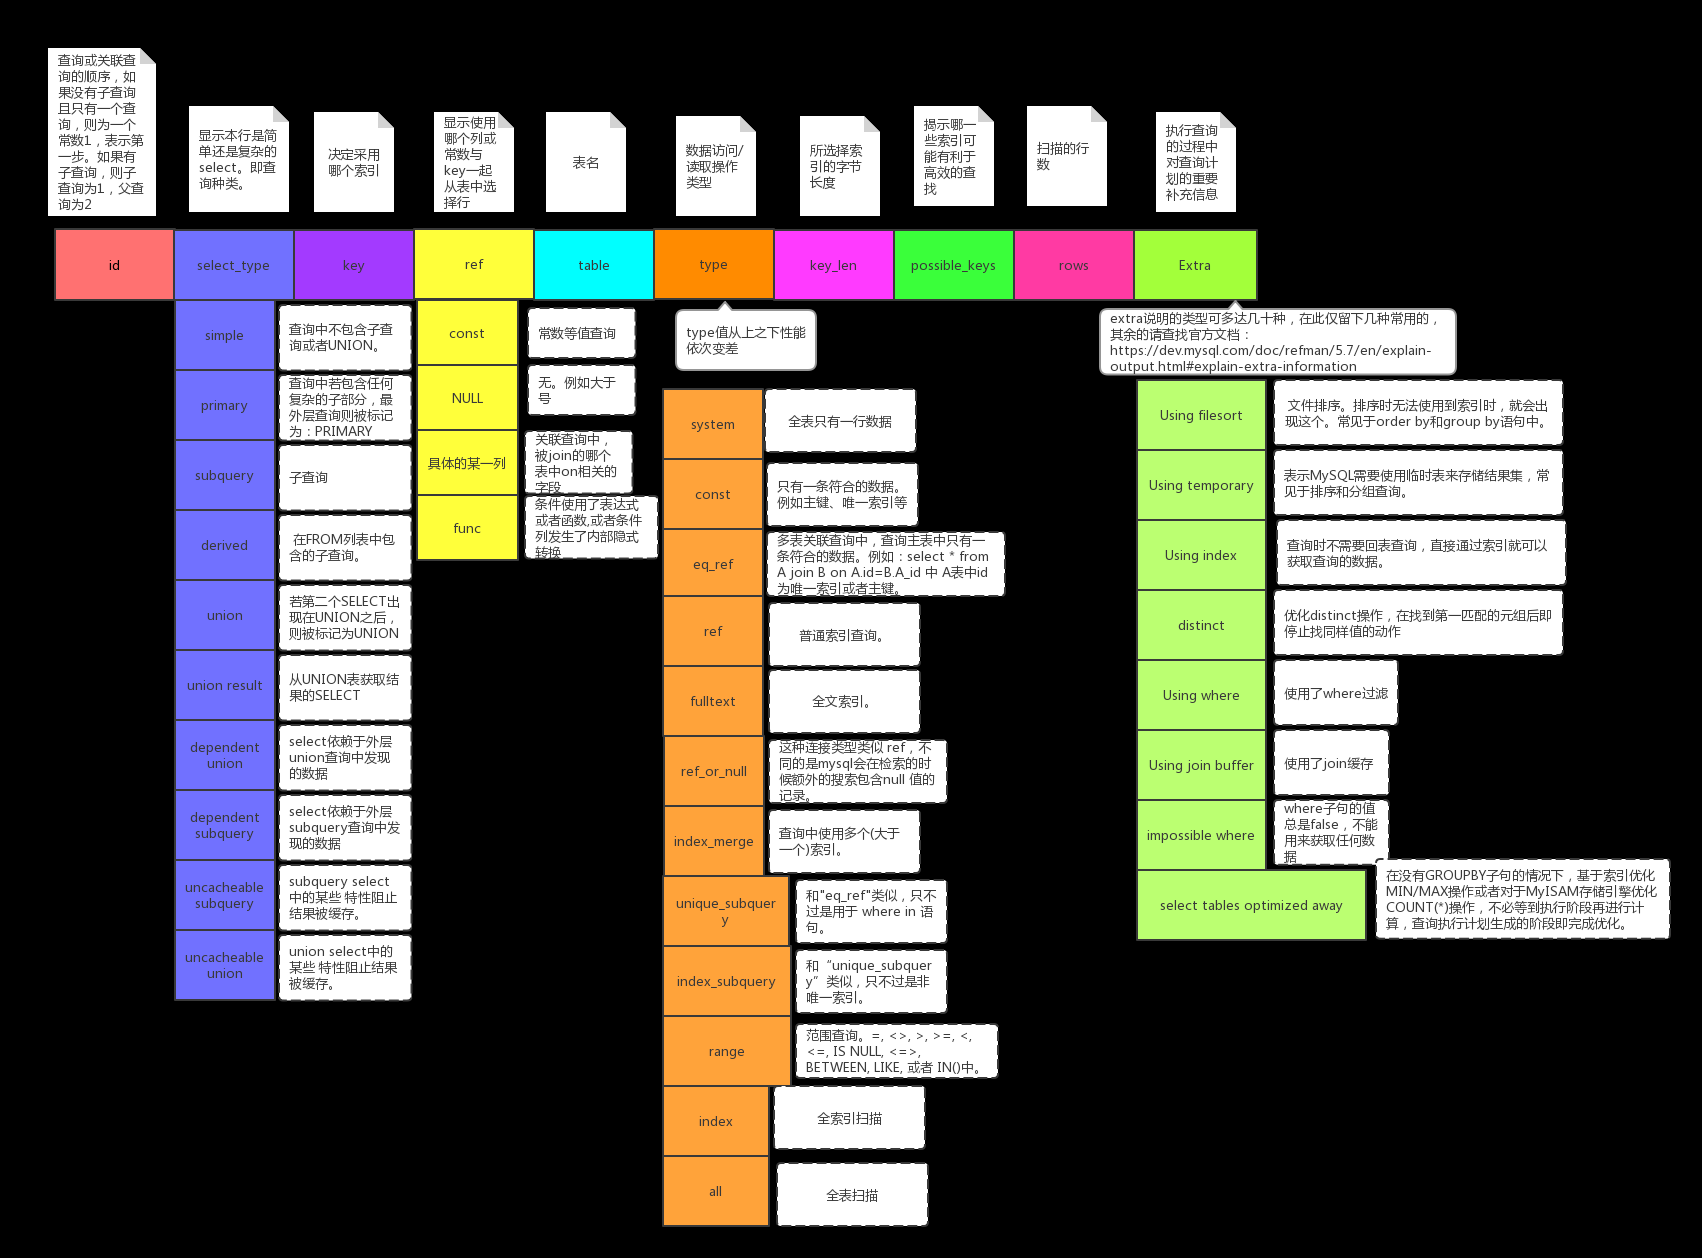 查询或关联查
询的顺序，如
果没有子查询
且只有一个查
询，则为一个
常数1，表示第
一步。如果有
子查询，则子
查询为1，父查
询为2
显示本行是简
单还是复杂的
select。即查
询种类。
决定采用
哪个索引
显示使用
哪个列或
常数与
key一起
从表中选
择行
表名
数据访问/
读取操作
类型
所选择索
引的字节
长度
揭示哪一
些索引可
能有利于
高效的查
找
扫描的行
数
执行查询
的过程中
对查询计
划的重要
补充信息
id
select_type
key
ref
table
type
key_len
possible_keys
rows
Extra
simple
查询中不包含子查
询或者UNION。
primary
查询中若包含任何
复杂的子部分，最
外层查询则被标记
为：PRIMARY
subquery
子查询
derived
在FROM列表中包
含的子查询。
union
若第二个SELECT出
现在UNION之后，
则被标记为UNION
union result
从UNION表获取结
果的SELECT
dependent
union
select依赖于外层
union查询中发现
的数据
dependent
subquery
select依赖于外层
subquery查询中发
现的数据
uncacheable
subquery
subquery select
中的某些 特性阻止
结果被缓存。
uncacheable
union
union select中的
某些 特性阻止结果
被缓存。
const
常数等值查询
NULL
无。例如大于
号
具体的某一列
关联查询中，
被join的哪个
表中on相关的
字段
func
条件使用了表达式
或者函数,或者条件
列发生了内部隐式
转换
type值从上之下性能
依次变差
system
全表只有一行数据
const
只有一条符合的数据。
例如主键、唯一索引等
eq_ref
多表关联查询中，查询主表中只有一
条符合的数据。例如：select * from
A join B on A.id=B.A_id 中 A表中id
为唯一索引或者主键。
ref
普通索引查询。
fulltext
全文索引。
ref_or_null
这种连接类型类似 ref，不
同的是mysql会在检索的时
候额外的搜索包含null 值的
记录。
index_merge
查询中使用多个(大于
一个)索引。
unique_subquer
y
和"eq_ref"类似，只不
过是用于 where in 语
句。
index_subquery
和“unique_subquer
y”类似，只不过是非
唯一索引。
range
范围查询。=, <>, >, >=, <,
<=, IS NULL, <=>,
BETWEEN, LIKE, 或者 IN()中。
index
全索引扫描
all
全表扫描
extra说明的类型可多达几十种，在此仅留下几种常用的，
其余的请查找官方文档：
https://dev.mysql.com/doc/refman/5.7/en/explain-
output.html#explain-extra-information
Using filesort
文件排序。排序时无法使用到索引时，就会出
现这个。常见于order by和group by语句中。
Using temporary
表示MySQL需要使用临时表来存储结果集，常
见于排序和分组查询。
Using index
查询时不需要回表查询，直接通过索引就可以
获取查询的数据。
distinct
优化distinct操作，在找到第一匹配的元组后即
停止找同样值的动作
Using where
使用了where过滤
Using join buffer
使用了join缓存
impossible where
where子句的值
总是false，不能
用来获取任何数
据
select tables optimized away
在没有GROUPBY子句的情况下，基于索引优化
MIN/MAX操作或者对于MyISAM存储引擎优化
COUNT(*)操作，不必等到执行阶段再进行计
算，查询执行计划生成的阶段即完成优化。